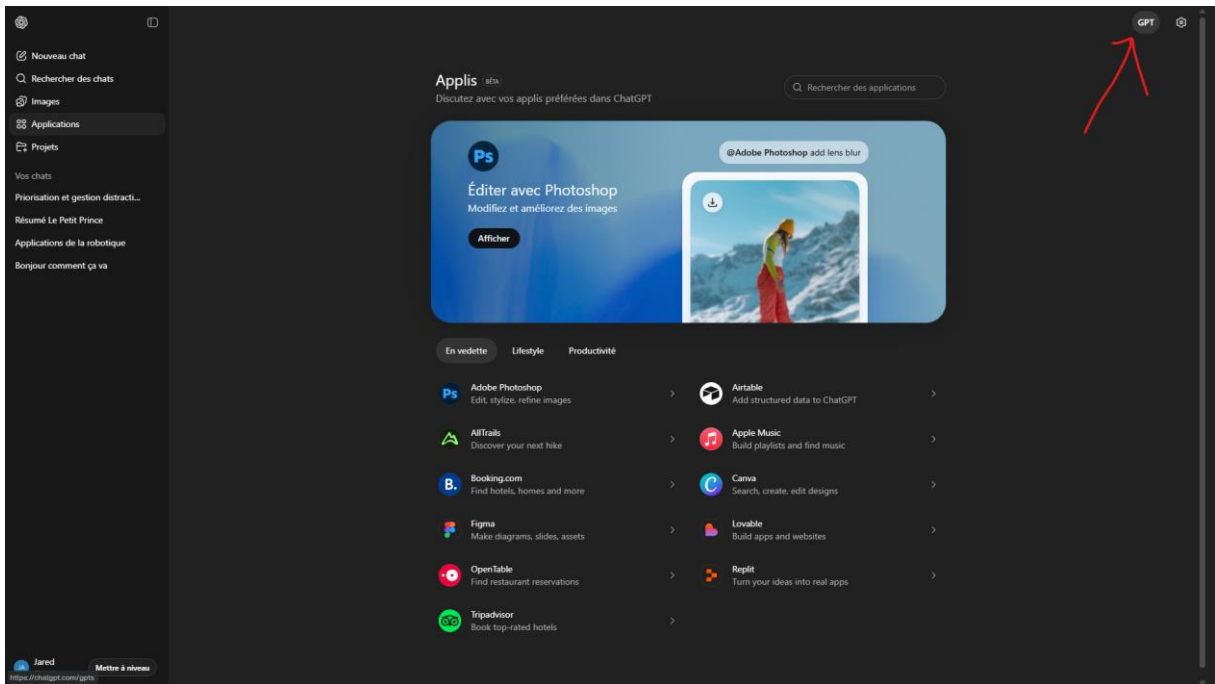 GPT
Nouveau chat
Rechercher des chats
Images
Applications
Projets
Vos chats
Priorisation et gestion distracti...
Résumé Le Petit Prince
Applications de la robotique
Bonjour comment ça va
Jared
Mettre à niveau
https://chatgpt.com/gpts
Applis BÊTA
Discutez avec vos applis préférées dans ChatGPT
Rechercher des applications
Ps
Éditer avec Photoshop
Modifiez et améliorez des images
Afficher
@Adobe Photoshop add lens blur
En vedette
Lifestyle
Productivité
Ps
Adobe Photoshop
Edit, stylize, refine images
Airtable
Add structured data to ChatGPT
AllTrails
Discover your next hike
Apple Music
Build playlists and find music
B.
Booking.com
Find hotels, homes and more
C
Canva
Search, create, edit designs
Figma
Make diagrams, slides, assets
Lovable
Build apps and websites
OpenTable
Find restaurant reservations
Replit
Turn your ideas into real apps
Tripadvisor
Book top-rated hotels